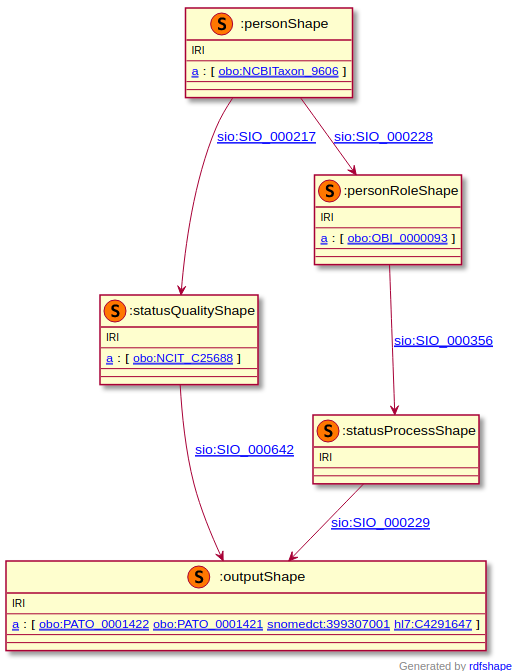 S :personShape
IRI
a : [ obo:NCBITaxon_9606 ]
sio:SIO_000217
sio:SIO_000228
S :personRoleShape
IRI
a : [ obo:OBI_0000093 ]
S :statusQualityShape
IRI
a : [ obo:NCIT_C25688 ]
sio:SIO_000356
S :statusProcessShape
IRI
sio:SIO_000642
sio:SIO_000229
S :outputShape
IRI
a : [ obo:PATO_0001422 obo:PATO_0001421 snomedct:399307001 hl7:C4291647 ]
Generated by rdfshape